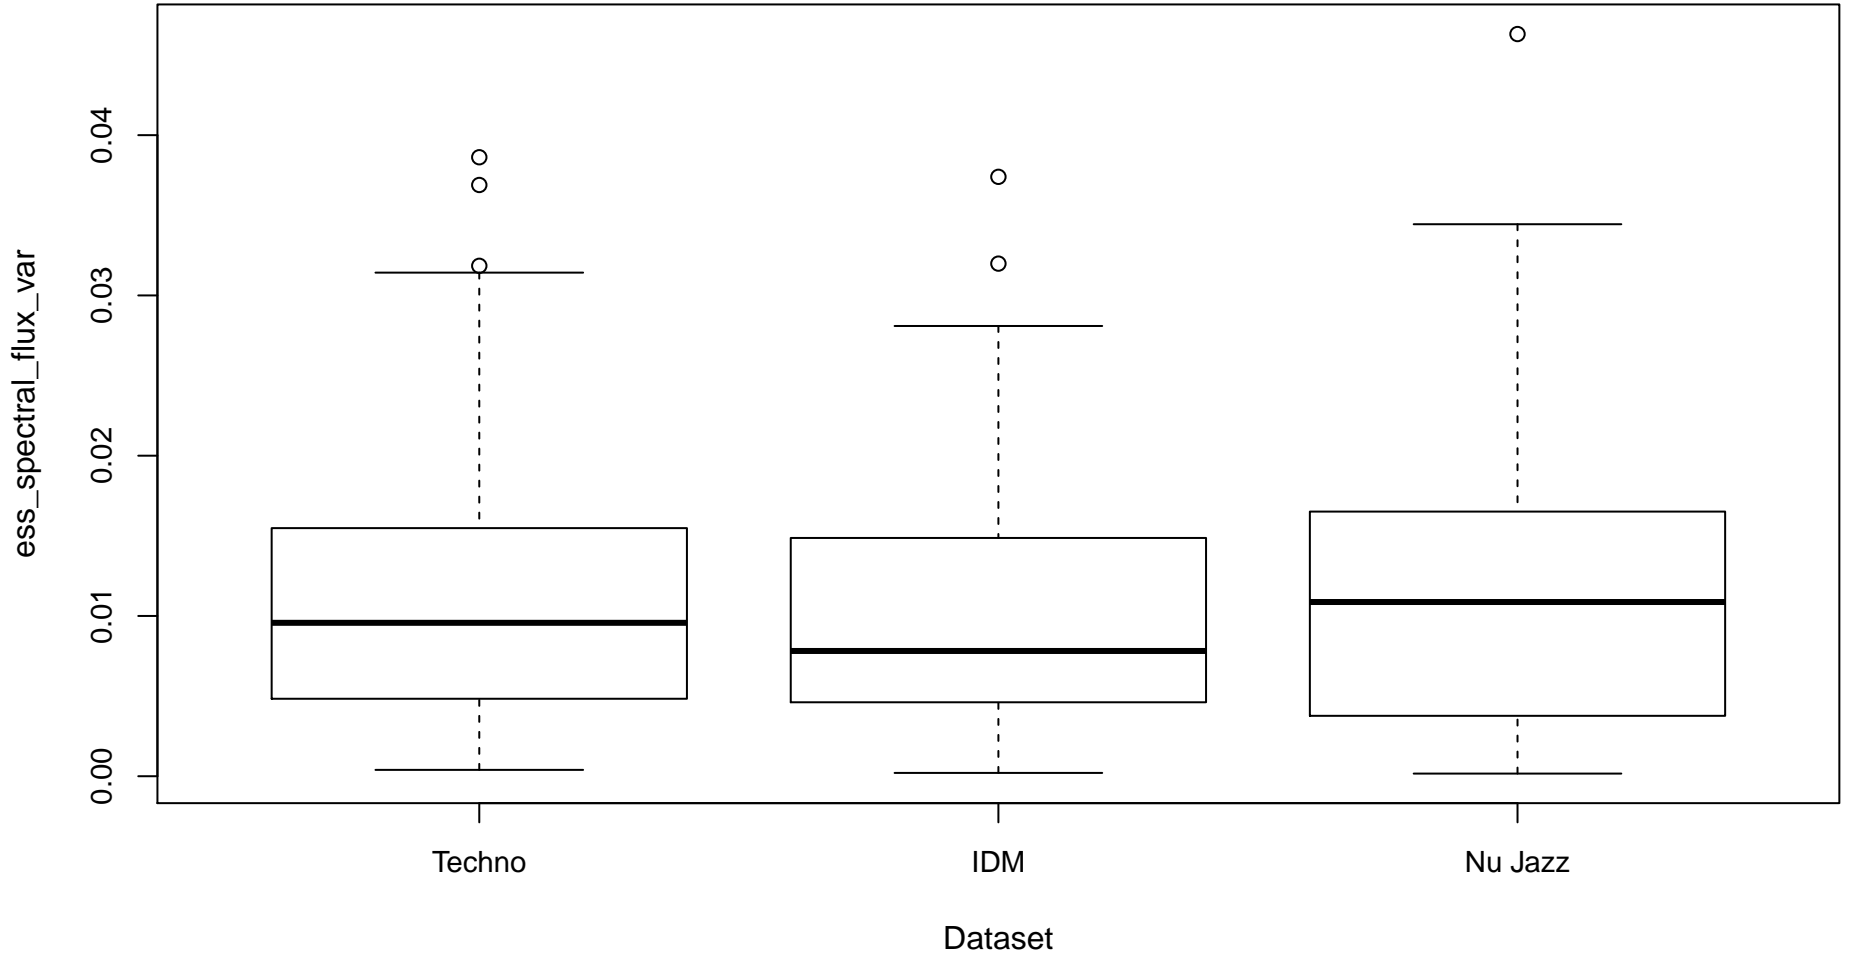 ess_spectral_flux_var
0.04
0.03
0.02
0.01
0.00
Techno
IDM
Nu Jazz
Dataset